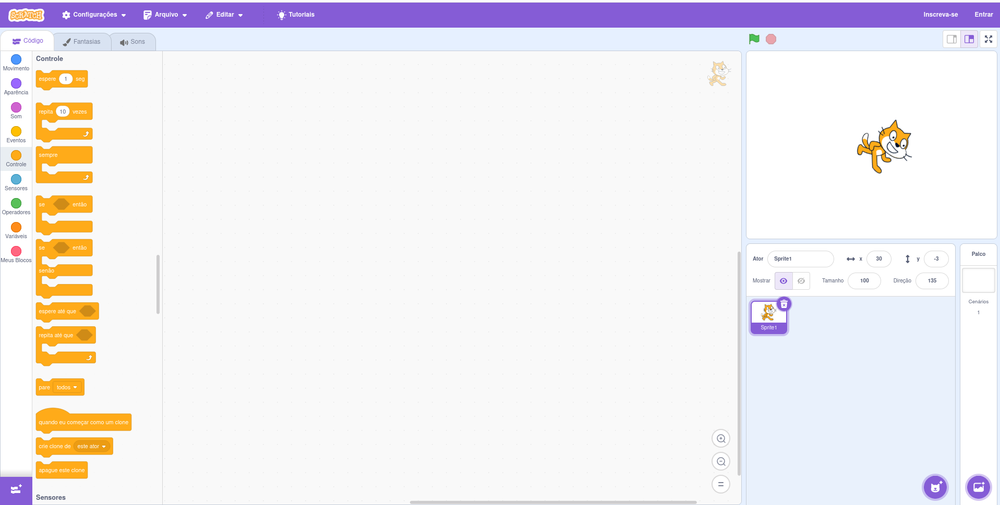 SCRATCH
Configurações
Arquivo
Editar
Tutoriais
Inscreva-se
Entrar
Código
Fantasias
Sons
Movimento
Aparência
Som
Eventos
Controle
Sensores
Operadores
Variáveis
Meus Blocos
Controle
espere 1 seg
repita 10 vezes
sempre
se então
se então
senão
espere até que
repita até que
pare todos
quando eu começar como um clone
crie clone de este ator
apague este clone
Sensores
Ator Sprite1 x 30 y -3
Mostrar Tamanho 100 Direção 135
Sprite1
Palco
Cenários
1